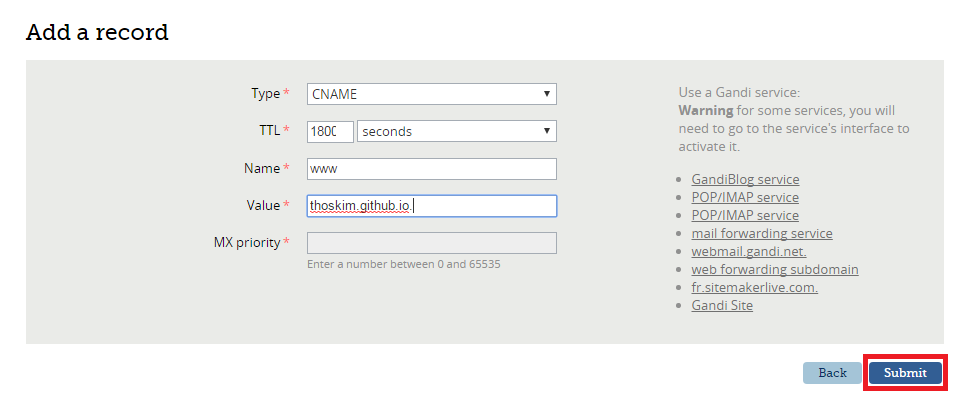 Add a record
Type * CNAME
TTL * 1800 seconds
Name * www
Value * thoskim.github.io.
MX priority *
Enter a number between 0 and 65535
Use a Gandi service:
Warning for some services, you will
need to go to the service's interface to
activate it.
GandiBlog service
POP/IMAP service
POP/IMAP service
mail forwarding service
webmail.gandi.net.
web forwarding subdomain
fr.sitemakerlive.com.
Gandi Site
Back Submit